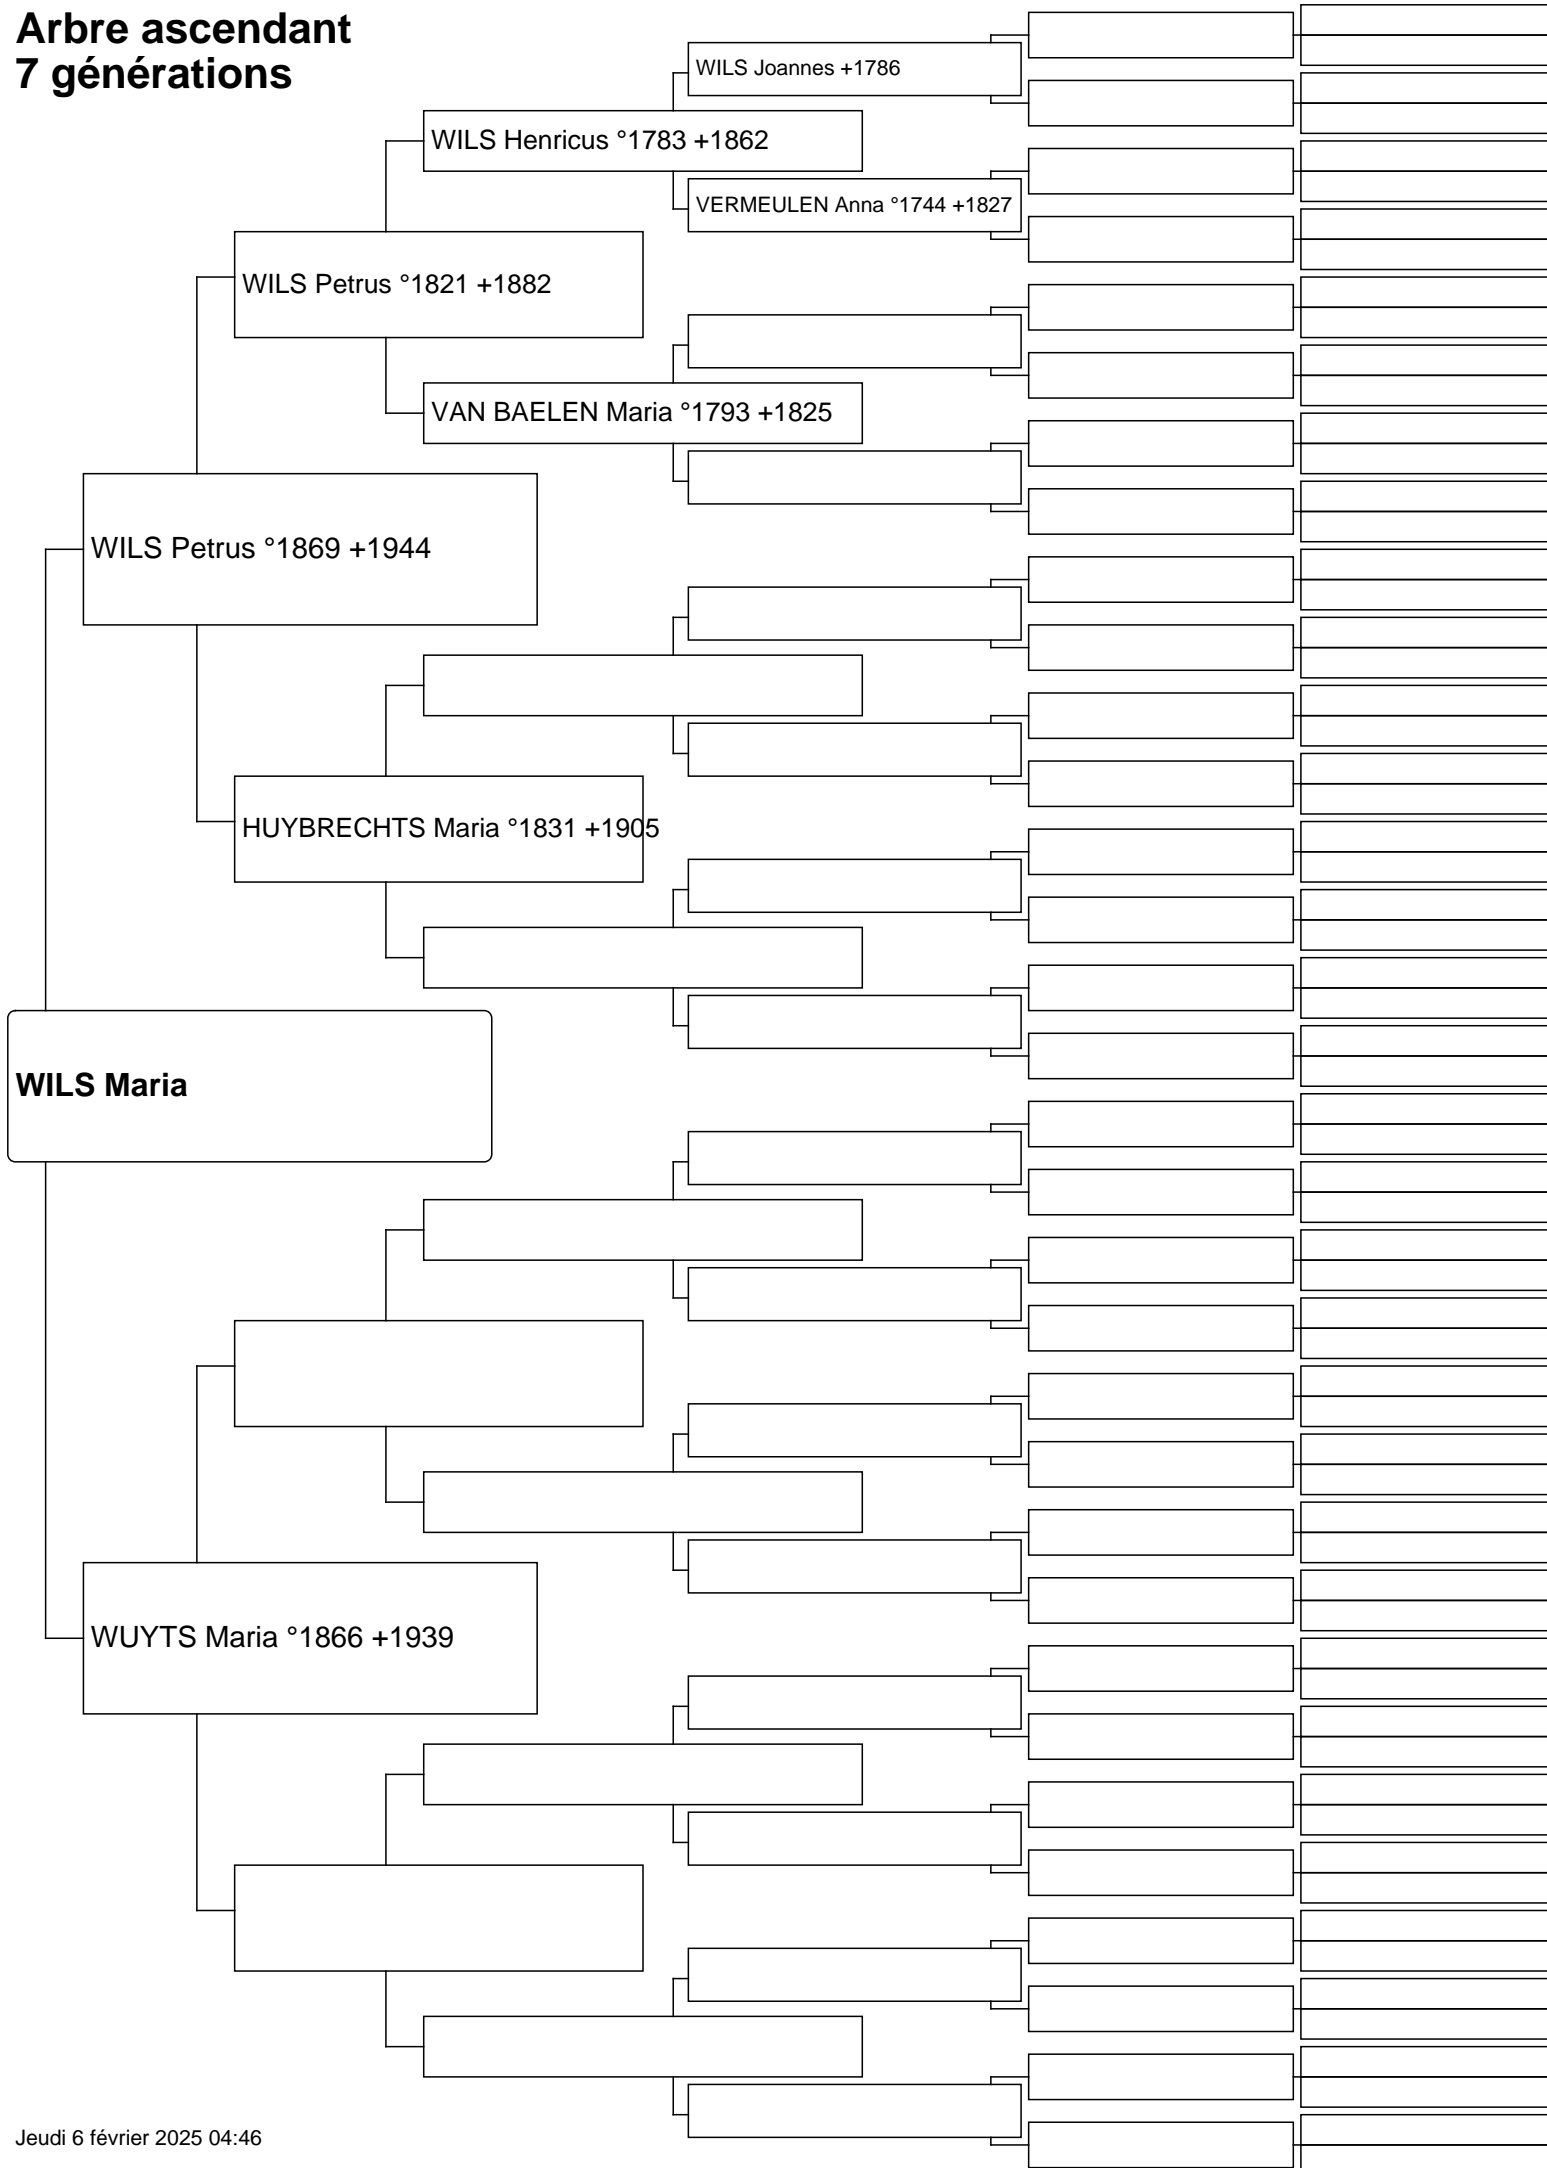 Arbre ascendant
7 générations
WILS Joannes +1786
WILS Henricus °1783 +1862
VERMEULEN Anna °1744 +1827
WILS Petrus °1821 +1882
VAN BAELEN Maria °1793 +1825
WILS Petrus °1869 +1944
HUYBRECHTS Maria °1831 +1905
WILS Maria
WUYTS Maria °1866 +1939
Jeudi 6 février 2025 04:46